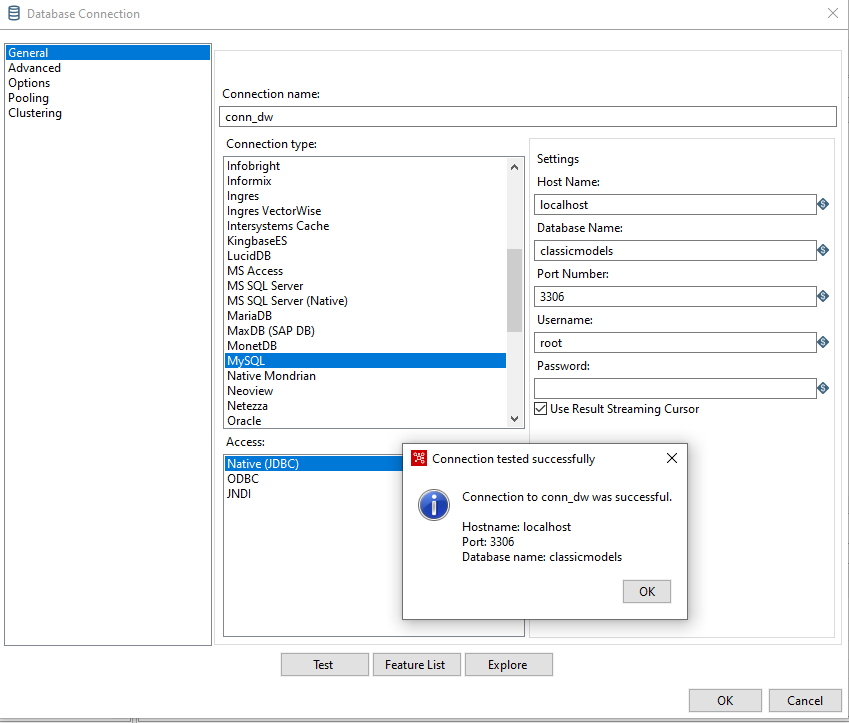 Database Connection
General
Advanced
Options
Pooling
Clustering
Connection name:
conn_dw
Connection type:
Infobright
Informix
Ingres
Ingres VectorWise
Intersystems Cache
KingbaseES
LucidDB
MS Access
MS SQL Server
MS SQL Server (Native)
MariaDB
MaxDB (SAP DB)
MonetDB
MySQL
Native Mondrian
Neoview
Netezza
Oracle
Access:
Native (JDBC)
ODBC
JNDI
Settings
Host Name:
localhost
Database Name:
classicmodels
Port Number:
3306
Username:
root
Password:
Use Result Streaming Cursor
Connection tested successfully
Connection to conn_dw was successful.
Hostname: localhost
Port: 3306
Database name: classicmodels
OK
Test
Feature List
Explore
OK
Cancel